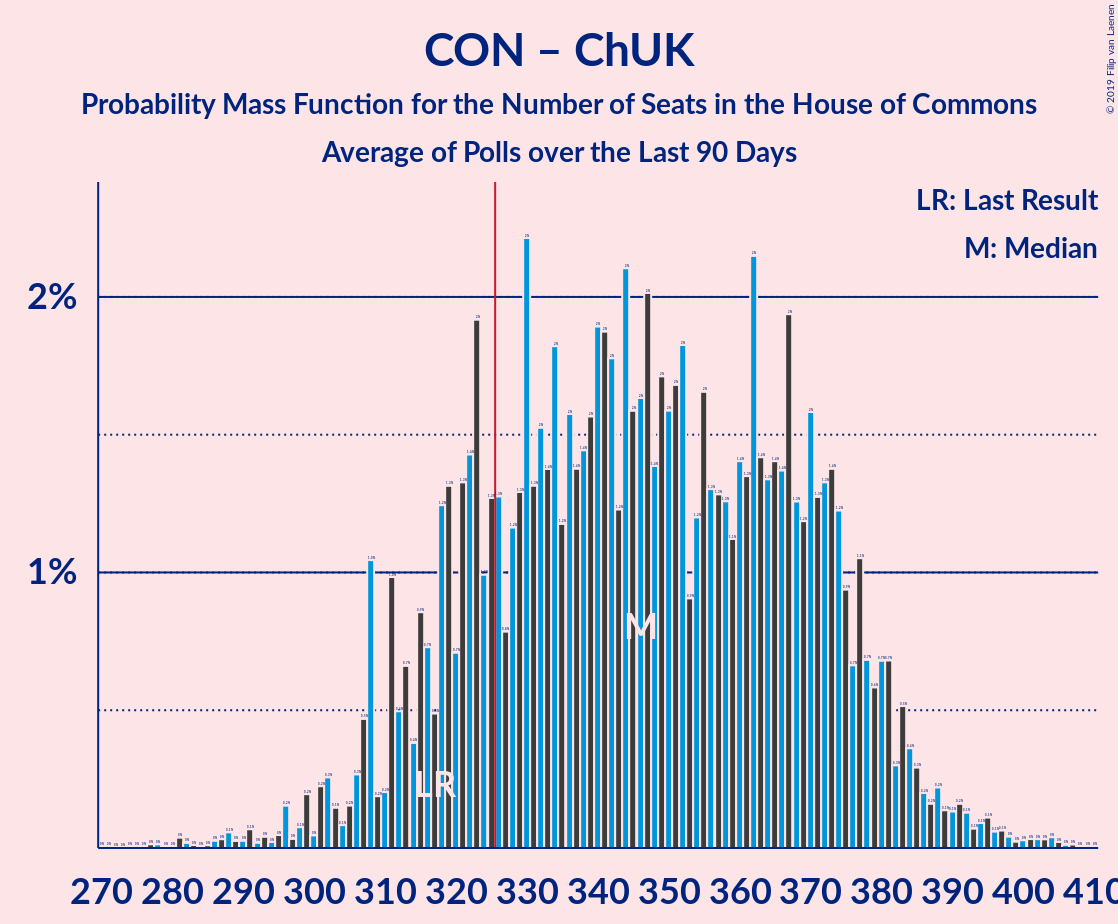 CON – ChUK
Probability Mass Function for the Number of Seats in the House of Commons
Average of Polls over the Last 90 Days
© 2019 Filip van Laenen
LR: Last Result
M: Median
2%
1%
M
LR
270 280 290 300 310 320 330 340 350 360 370 380 390 400 410